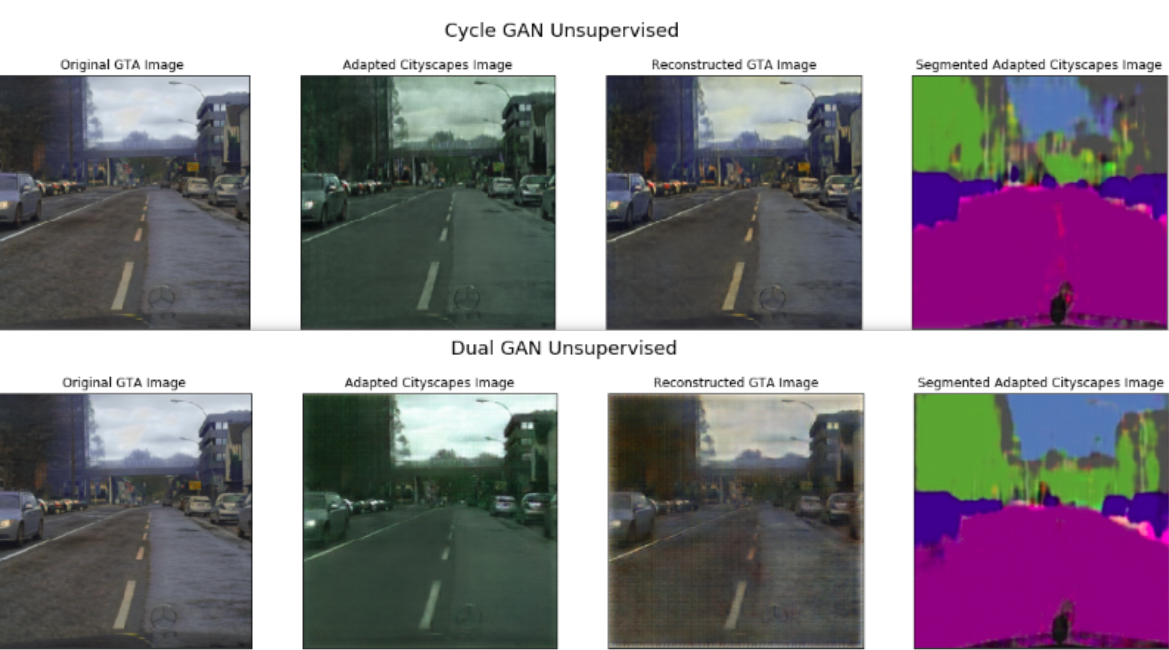 Cycle GAN Unsupervised
Original GTA Image
Adapted Cityscapes Image
Reconstructed GTA Image
Segmented Adapted Cityscapes Image
Dual GAN Unsupervised
Original GTA Image
Adapted Cityscapes Image
Reconstructed GTA Image
Segmented Adapted Cityscapes Image